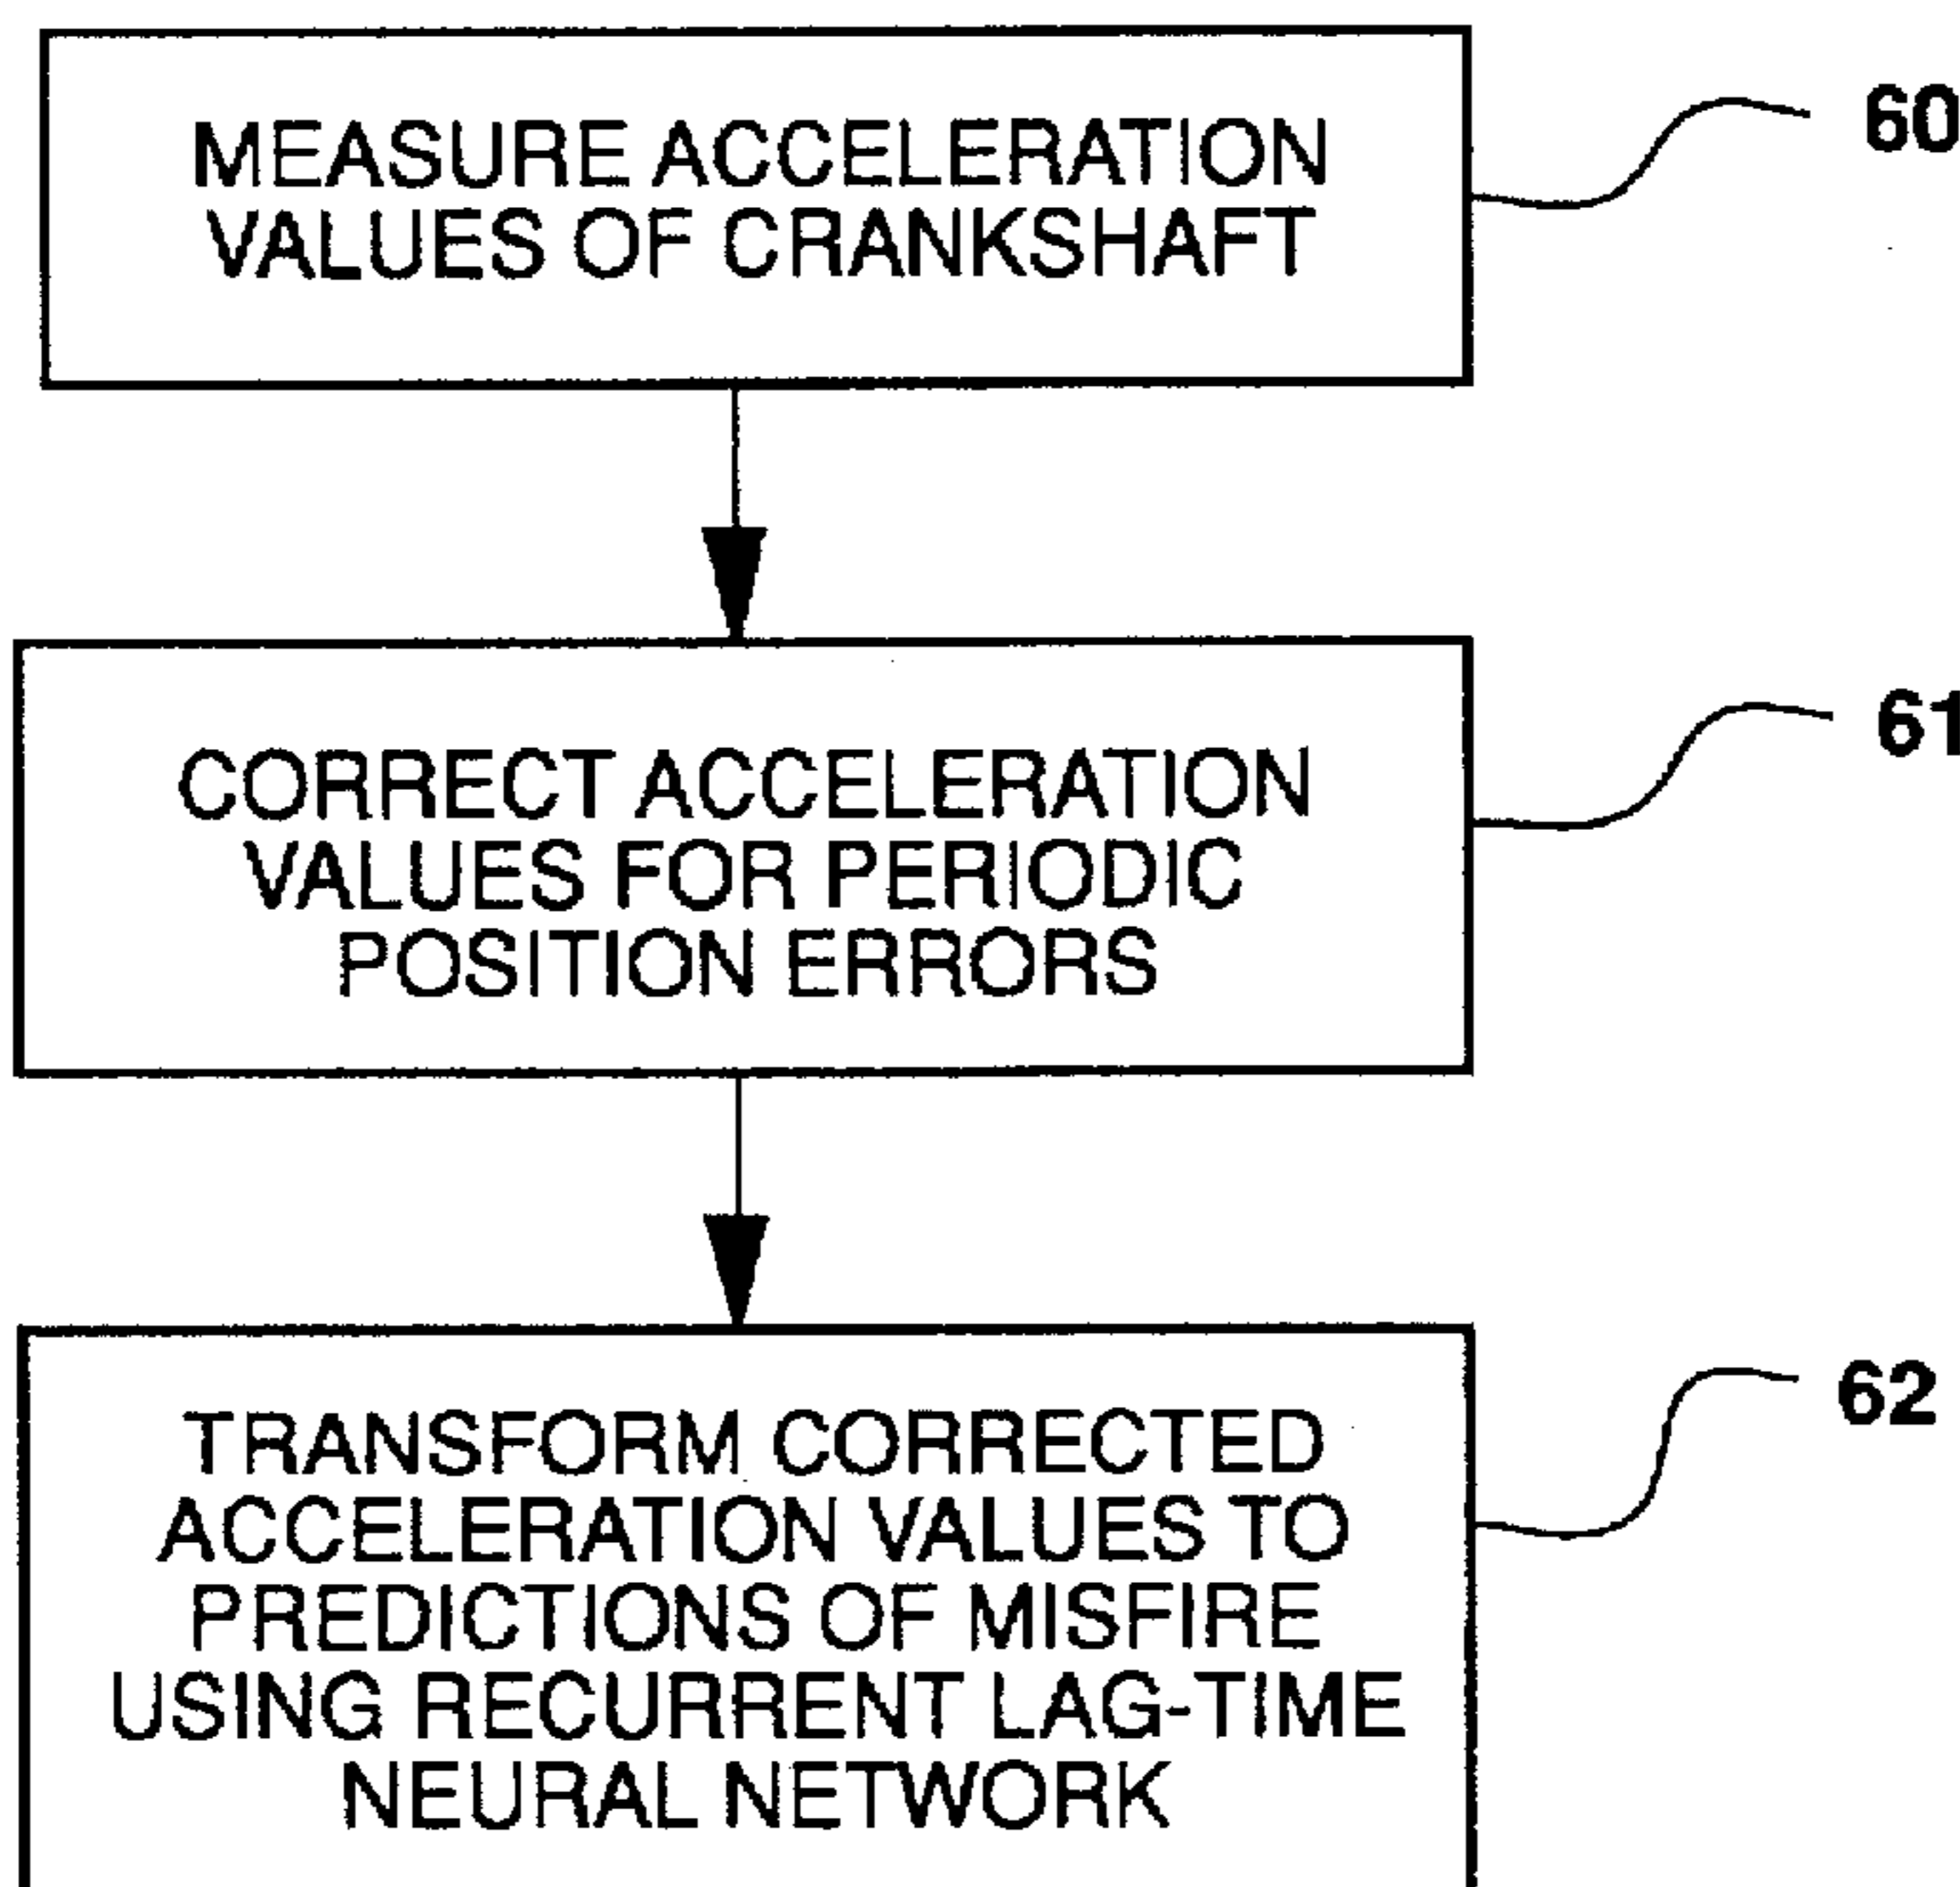 MEASURE ACCELERATION
VALUES OF CRANKSHAFT
60
CORRECT ACCELERATION
VALUES FOR PERIODIC
POSITION ERRORS
61
TRANSFORM CORRECTED
ACCELERATION VALUES TO
PREDICTIONS OF MISFIRE
USING RECURRENT LAG-TIME
NEURAL NETWORK
62